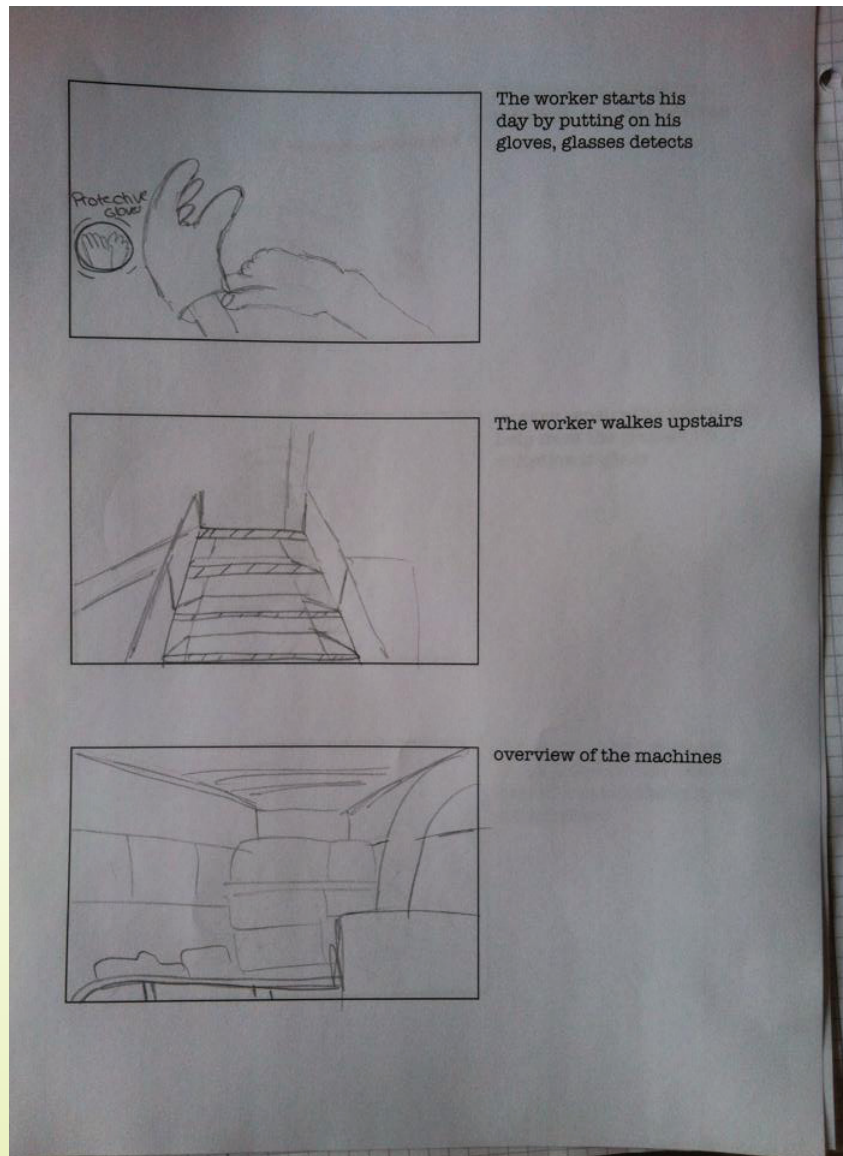 The worker starts his
day by putting on his
gloves, glasses detects
Protective
Glover
The worker walkes upstairs
overview of the machines